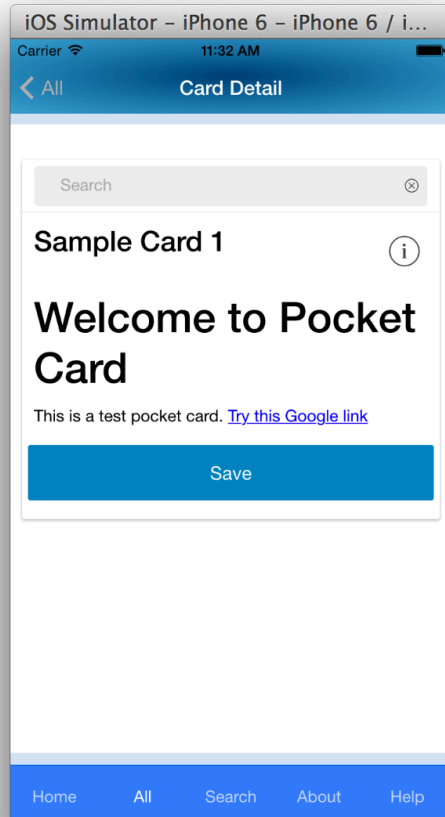 iOS Simulator – iPhone 6 – iPhone 6 / i...
Carrier 11:32 AM
All Card Detail
Search
Sample Card 1
i
Welcome to Pocket
Card
This is a test pocket card. Try this Google link
Save
Home All Search About Help